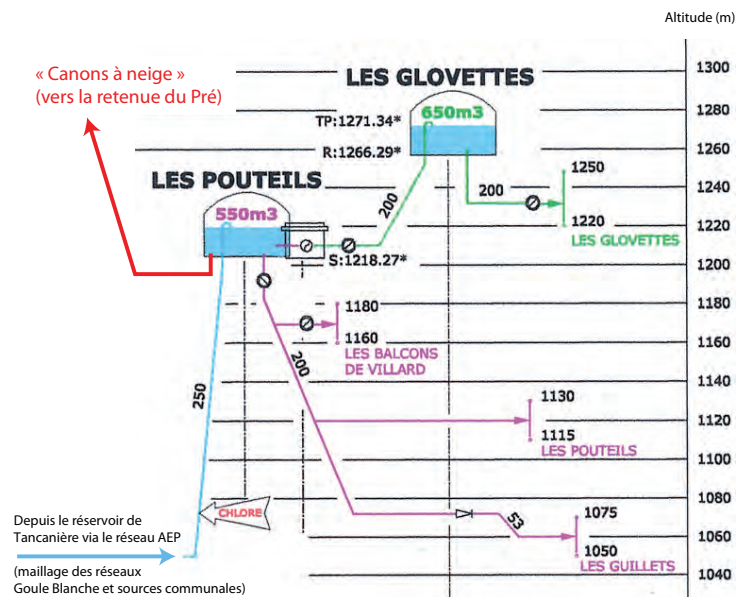 Altitude (m)
« Canons à neige »
(vers la retenue du Pré)
LES GLOVETTES
650m3
TP:1271.34*
R:1266.29*
LES POUTEILS
550m3
200
200
1250
1220
LES GLOVETTES
S:1218.27*
1180
1160
LES BALCONS
DE VILLARD
200
250
1130
1115
LES POUTEILS
CHLORE
53
1075
1050
LES GUILLETS
Depuis le réservoir de
Tancanière via le réseau AEP
(maillage des réseaux
Goule Blanche et sources communales)
1300
1280
1260
1240
1220
1200
1180
1160
1140
1120
1100
1080
1060
1040